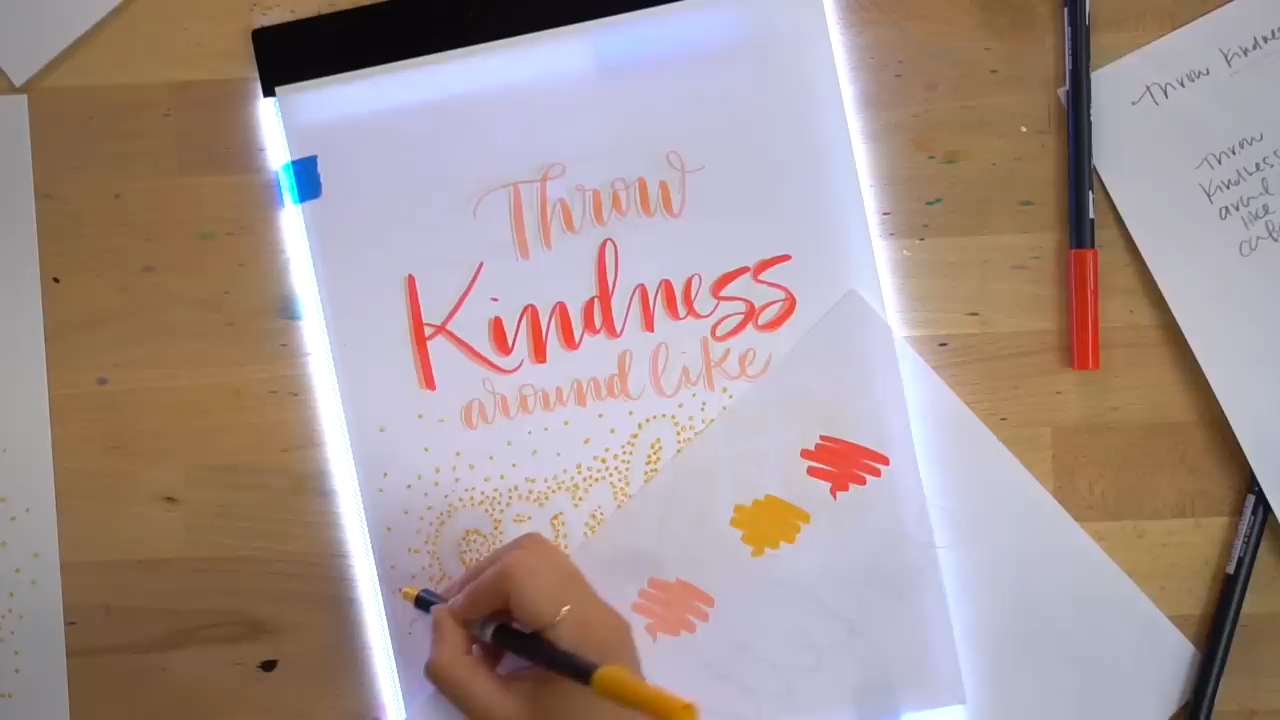 Throw
Kindness
around like
Throw Kindness
Throw
Kindness
around
like